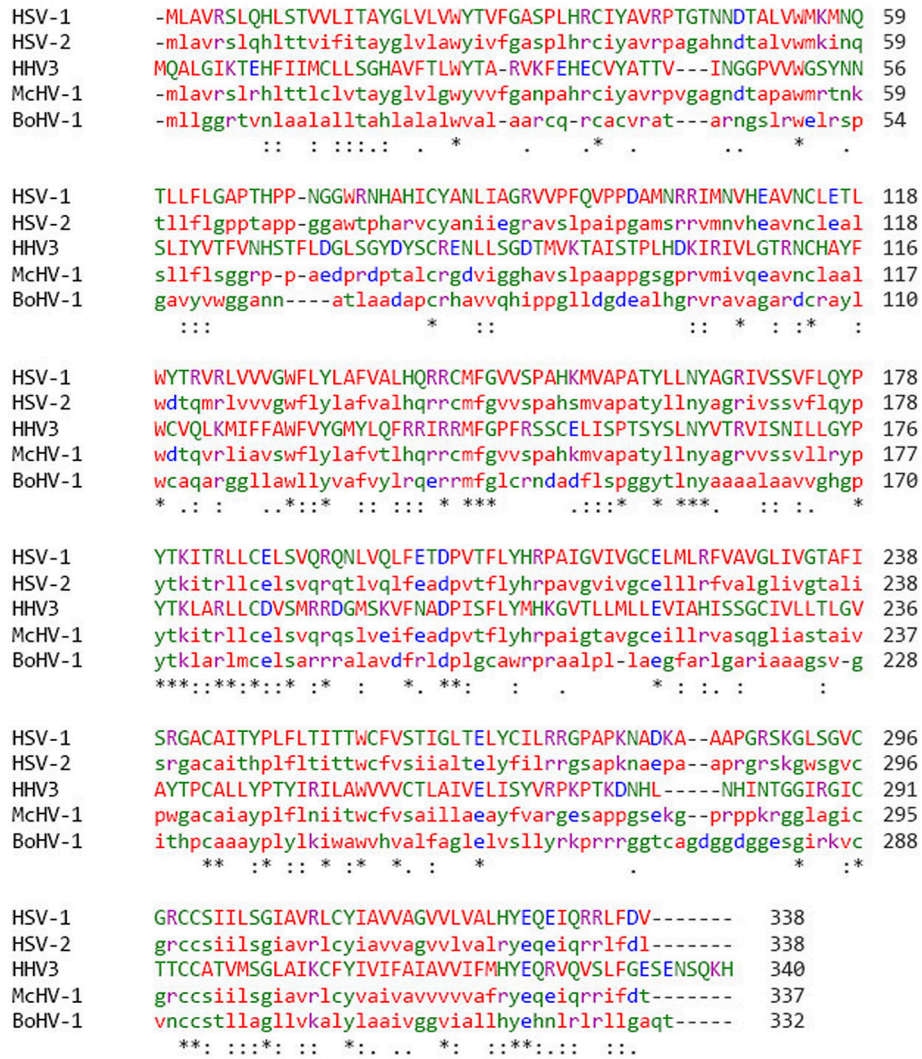 HSV-1 -MLAVRSLQHLSTVVLITAYGLVLVWYTVFGASPLHRCIYAVRPTGTNNDTALVWMKMNQ 59
HSV-2 -mlavrslqhlttvifitayglvlawyivfgasplhrciyavrpagahndtalvwmkinq 59
HHV3 MQALGIKTEHFIIMCLLSGHAVFTLWYTA-RVKFEHECVYATTV---INGGPVVWGSYNN 56
McHV-1 -mlavrslrhlttlclvtayglvlgwyvvfganpahrciyavrpvgagndtapawmrtnk 59
BoHV-1 -mllggrtvnlaalalltahlalalwval-aarcq-rcacvrat---arngslrwelrsp 54
:: : :::.: . * . .* . .. * .
HSV-1 TLLFLGAPTHPP-NGGWRNHAHICYANLIAGRVVPFQVPPDAMNRRIMNVHEAVNCLETL 118
HSV-2 tllflgpptapp-ggawtpharvcyaniiegravslpaipgamsrrvmnvheavncleal 118
HHV3 SLIYVTFVNHSTFLDGLSGYDYSCRENLLSGDTMVKTAISTPLHDKIRIVLGTRNCHAYF 116
McHV-1 sllflsggrp-p-aedprdptalcrgdvigghavslpaappgsgprvmivqeavnclaal 117
BoHV-1 gavyvwggann----atlaadapcrhavvqhippglldgdealhgrvravagardcrayl 110
::: * :: :: * : :* :
HSV-1 WYTRVRLVVVGWFLYLAFVALHQRRCMFGVVSPAHKMVAPATYLLNYAGRIVSSVFLQYP 178
HSV-2 wdtqmrlvvvgwflylafvalhqrrcmfgvvspahsmvapatyllnyagrivssvflqyp 178
HHV3 WCVQLKMIFFAWFVYGMYLQFRRIRRMFGPFRSSCELISPTSYSLNYVTRVISNILLGYP 176
McHV-1 wdtqvrliavswflylafvtlhqrrcmfgvvspahkmvapatyllnyagrvvssvllryp 177
BoHV-1 wcaqarggllawllyvafvylrqerrmfglcrndadflspggytlnyaaaalaavvghgp 170
* .: : ..*::* :: ::: * *** .:::* * ***. :: :. *
HSV-1 YTKITRLLCELSVQRQNLVQLFETDPVTFLYHRPAIGVIVGCELMLRFVAVGLIVGTAFI 238
HSV-2 ytkitrllcelsvqrqtlvqlfeadpvtflyhrpavgvivgcelllrfvalglivgtali 238
HHV3 YTKLARLLCDVSMRRDGMSKVFNADPISFLYMHKGVTLLMLLEVIAHISSGCIVLLTLGV 236
McHV-1 ytkitrllcelsvqrqslveifeadpvtflyhrpaigtavgceillrvasqgliastaiv 237
BoHV-1 ytklarlmcelsarrralavdfrldplgcawrpraalpl-laegfarlgariaaagsv-g 228
***::**:*::* :* : *. **: : . * : :. : :
HSV-1 SRGACAITYPLFLTITTWCFVSTIGLTELYCILRRGPAPKNADKA--AAPGRSKGLSGVC 296
HSV-2 srgacaithplfltittwcfvsiialtelyfilrrgsapknaepa--aprgrskgwsgvc 296
HHV3 AYTPCALLYPTYIRILAWVVVCTLAIVELISYVRPKPTKDNHL-----NHINTGGIRGIC 291
McHV-1 pwgacaiayplflniitwcfvsaillaeayfvargesappgsekg--prppkrgglagic 295
BoHV-1 ithpcaaayplylkiwawvhvalfaglelvsllyrkprrrggtcagdggdggesgirkvc 288
** :* :: * :* *. : * . * :*
HSV-1 GRCCSIILSGIAVRLCYIAVVAGVVLVALHYEQEIQRRLFDV------- 338
HSV-2 grccsiilsgiavrlcyiavvagvvlvalryeqeiqrrlfdl------- 338
HHV3 TTCCATVMSGLAIKCFYIVIFAIAVVIFMHYEQRVQVSLFGESENSQKH 340
McHV-1 grccsiilsgiavrlcyvaivavvvvvafryeqeiqrrifdt------- 337
BoHV-1 vnccstllagllvkalylaaivggviallhyehnlrlrllgaqt----- 332
**: :::*: :: *:. .. *: ::**:.:: ::.